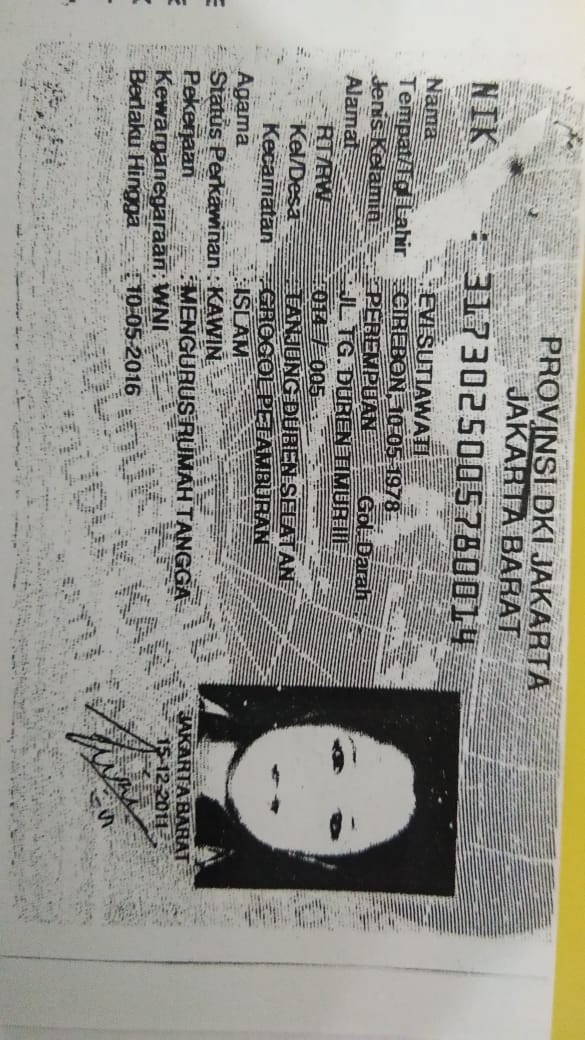 PROVINSI DKI JAKARTA
JAKARTA BARAT
NIK : 3173025005780014
Nama : EVI SUTIAWATI
Tempat/Tgl Lahir : CIREBON, 10-05-1978
Jenis Kelamin : PEREMPUAN Gol. Darah : -
Alamat : JL. TG. DUREN TIMUR III
RT/RW : 014 / 005
Kel/Desa : TANJUNG DUREN SELATAN
Kecamatan : GROGOL PETAMBURAN
Agama : ISLAM
Status Perkawinan : KAWIN
Pekerjaan : MENGURUS RUMAH TANGGA
Kewarganegaraan : WNI
Berlaku Hingga : 10-05-2016
JAKARTA BARAT
15-12-2011